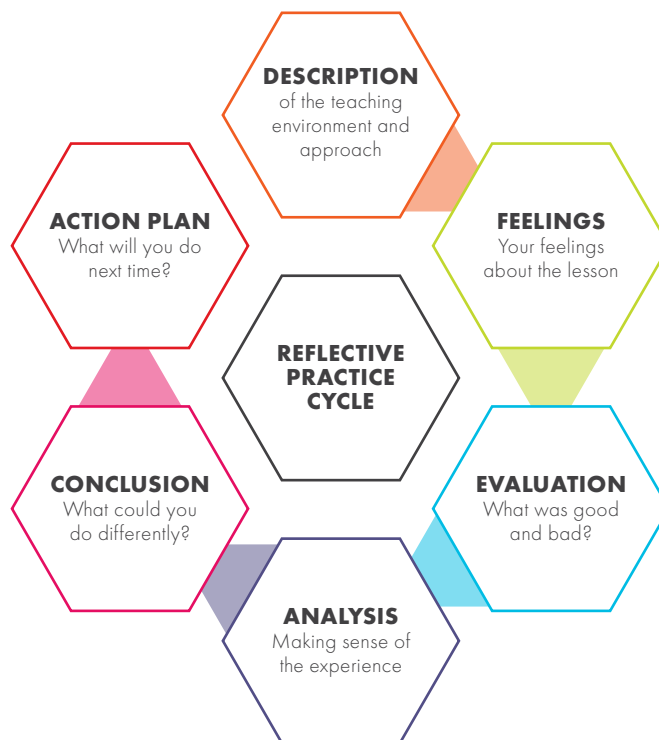 DESCRIPTION
of the teaching
environment and
approach
FEELINGS
Your feelings
about the lesson
EVALUATION
What was good
and bad?
ANALYSIS
Making sense of
the experience
CONCLUSION
What could you
do differently?
ACTION PLAN
What will you do
next time?
REFLECTIVE
PRACTICE
CYCLE